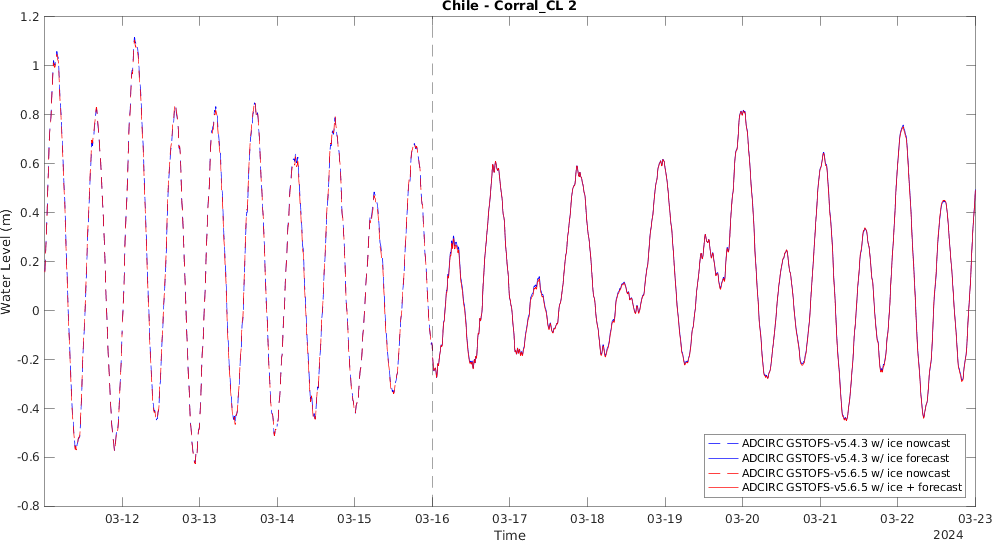 Chile - Corral_CL 2
1.2
1
0.8
0.6
0.4
0.2
0
-0.2
-0.4
-0.6
-0.8
Water Level (m)
ADCIRC GSTOFS-v5.4.3 w/ ice nowcast
ADCIRC GSTOFS-v5.4.3 w/ ice forecast
ADCIRC GSTOFS-v5.6.5 w/ ice nowcast
ADCIRC GSTOFS-v5.6.5 w/ ice + forecast
03-12 03-13 03-14 03-15 03-16 03-17 03-18 03-19 03-20 03-21 03-22 03-23
Time
2024